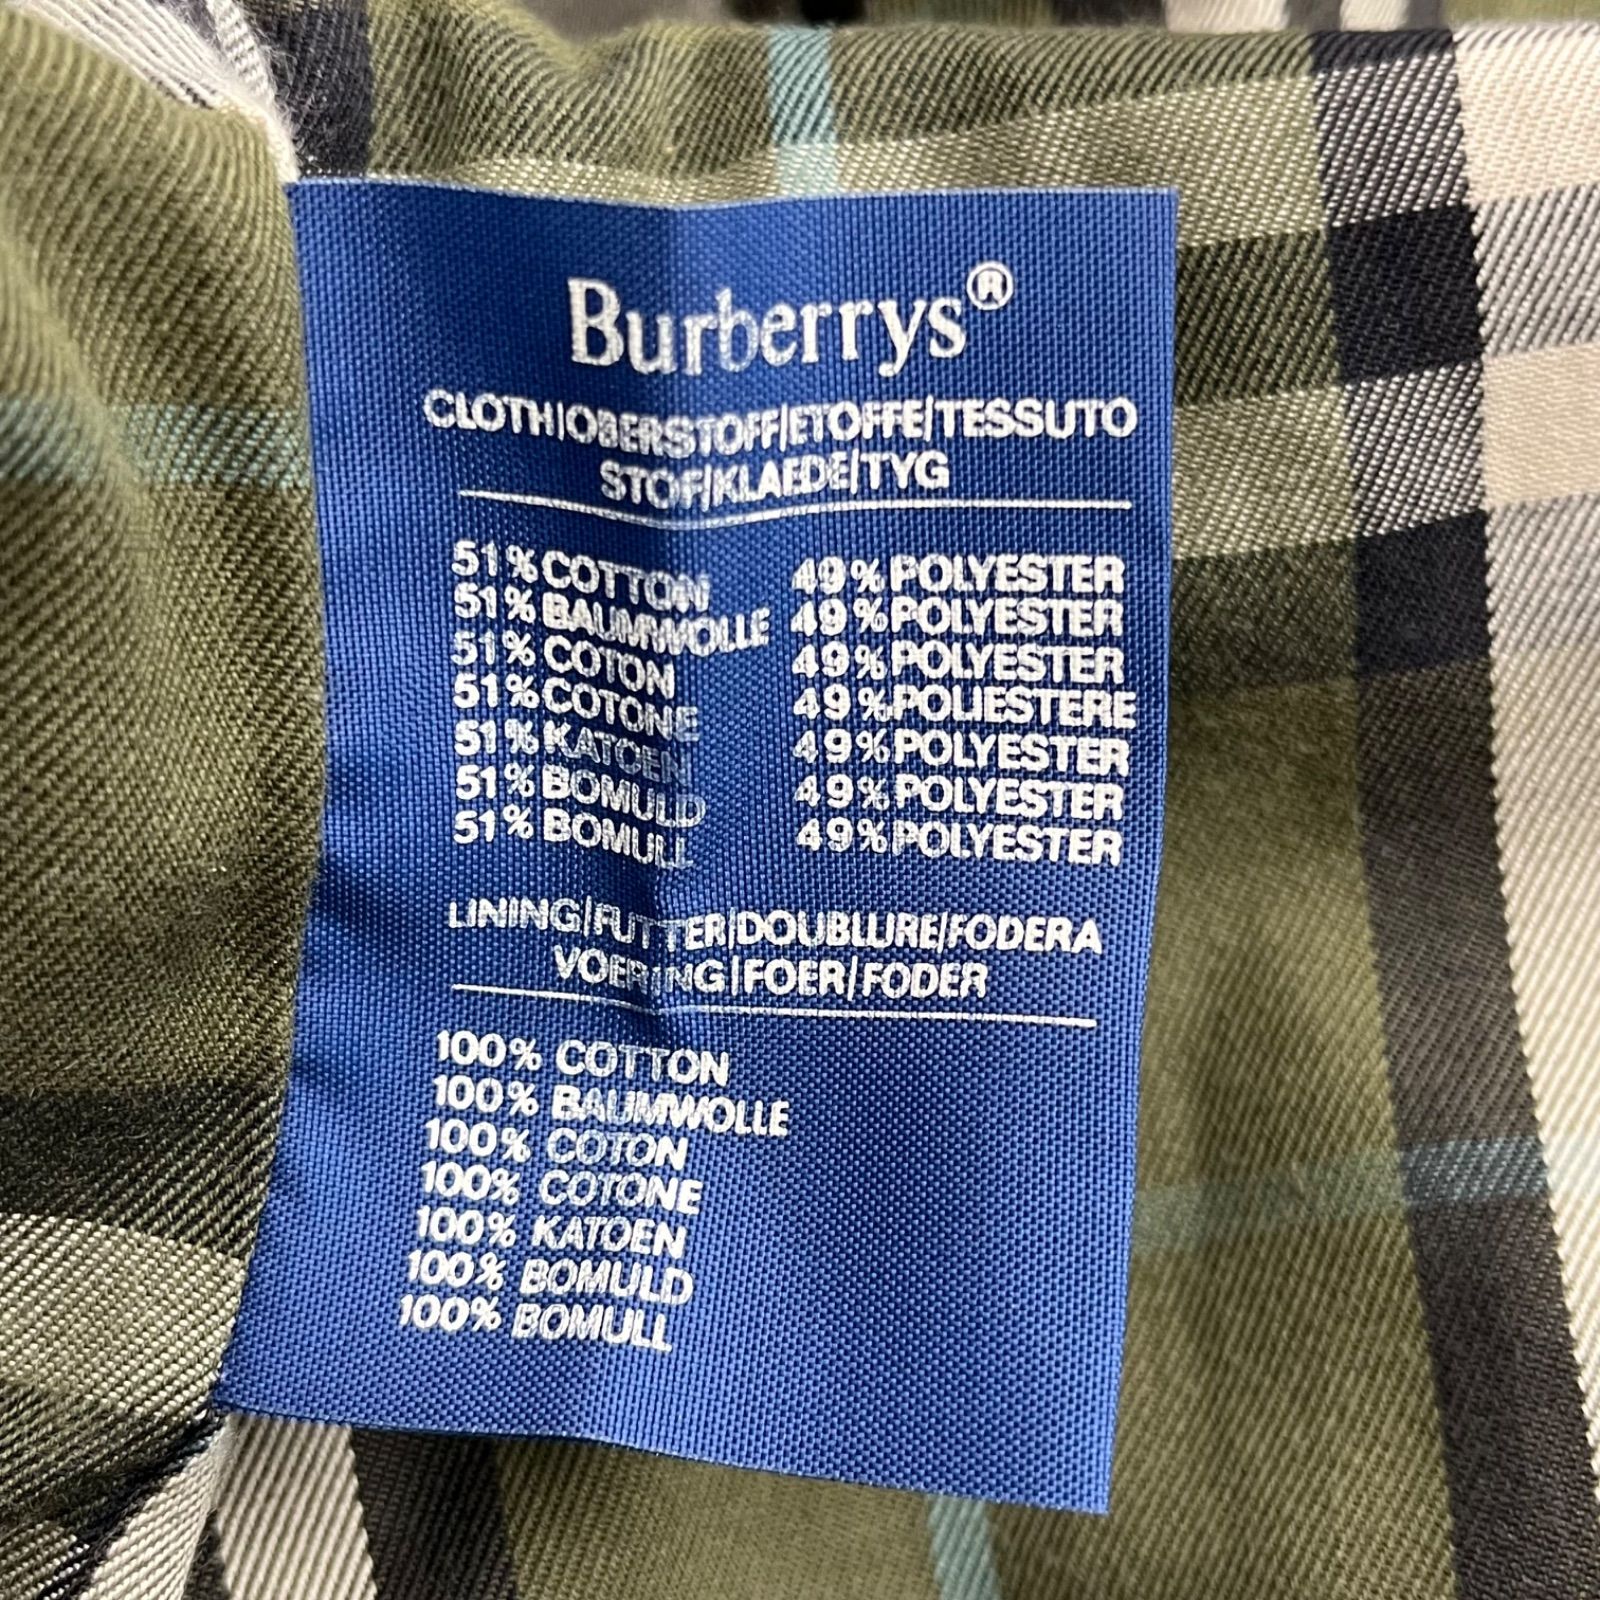 Burberrys®
CLOTH/OBERSTOFF/ETOFFE/TESSUTO
STOF/KLAEDE/TYG
51% COTTON 49% POLYESTER
51% BAUMWOLLE 49% POLYESTER
51% COTON 49% POLYESTER
51% COTONE 49% POLIESTERE
51% KATOEN 49% POLYESTER
51% BOMULD 49% POLYESTER
51% BOMULL 49% POLYESTER
LINING/FUTTER/DOUBLURE/FODERA
VOERING/FOER/FODER
100% COTTON
100% BAUMWOLLE
100% COTON
100% COTONE
100% KATOEN
100% BOMULD
100% BOMULL